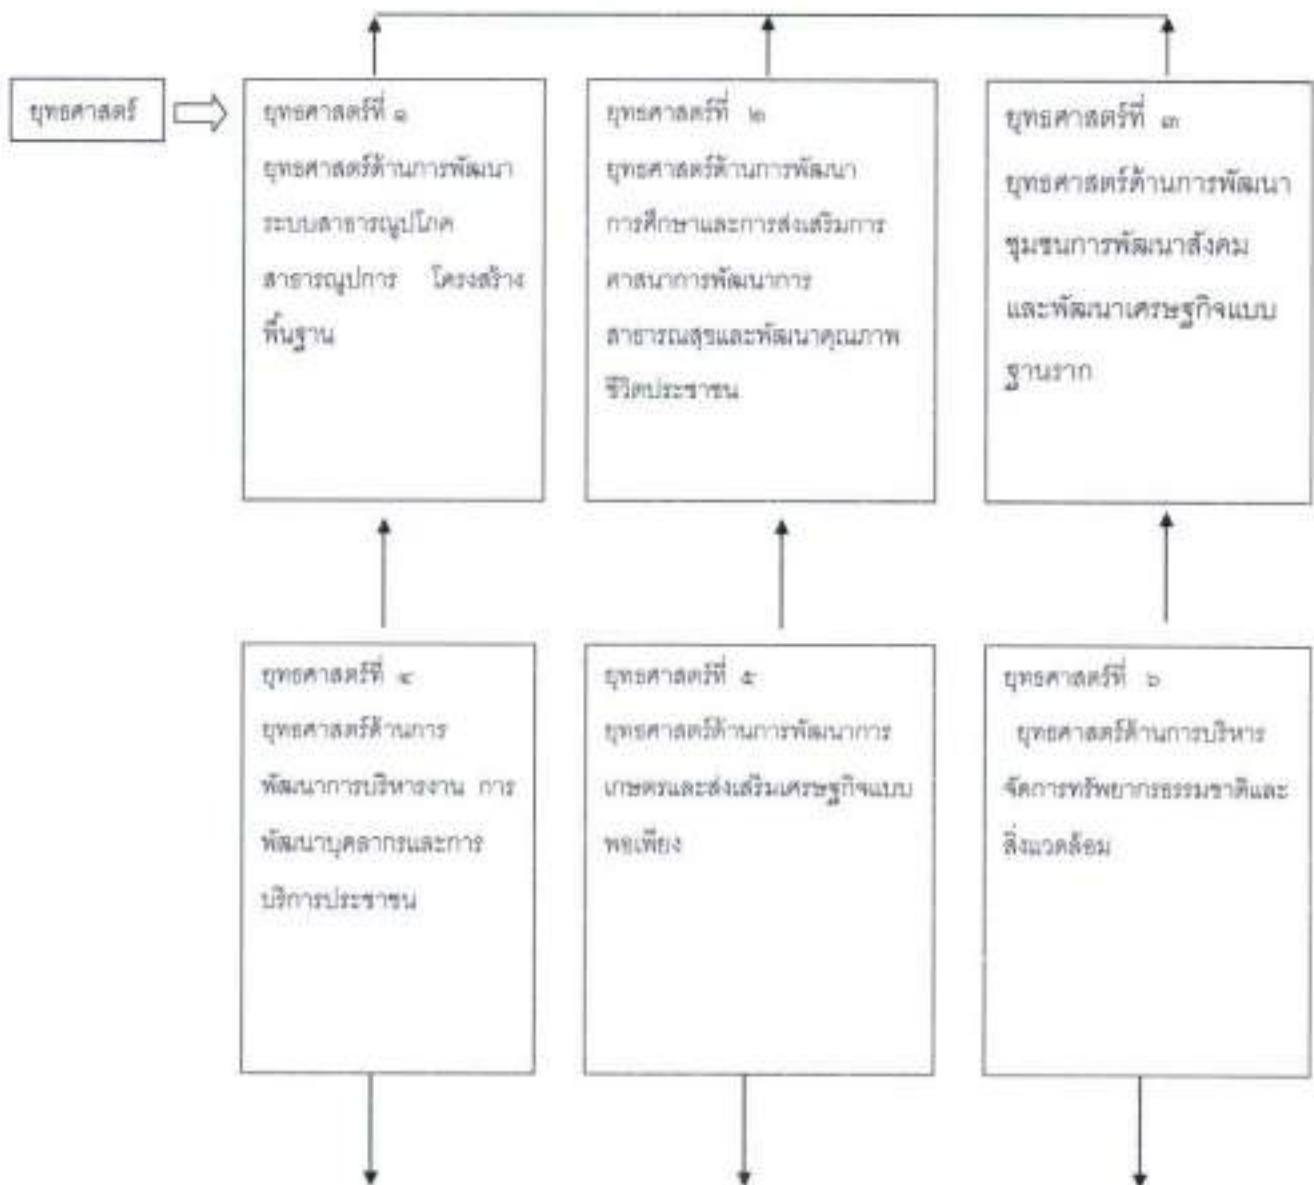 ยุทธศาสตร์
ยุทธศาสตร์ที่ ๑
ยุทธศาสตร์ด้านการพัฒนา
ระบบสาธารณูปโภค
สาธารณูปการ โครงสร้าง
พื้นฐาน
ยุทธศาสตร์ที่ ๒
ยุทธศาสตร์ด้านการพัฒนา
การศึกษาและการส่งเสริมการ
ศาสนาการพัฒนาการ
สาธารณสุขและพัฒนาคุณภาพ
ชีวิตประชาชน
ยุทธศาสตร์ที่ ๓
ยุทธศาสตร์ด้านการพัฒนา
ชุมชนการพัฒนาสังคม
และพัฒนาเศรษฐกิจแบบ
ฐานราก
ยุทธศาสตร์ที่ ๔
ยุทธศาสตร์ด้านการ
พัฒนาการบริหารงาน การ
พัฒนาบุคลากรและการ
บริการประชาชน
ยุทธศาสตร์ที่ ๕
ยุทธศาสตร์ด้านการพัฒนาการ
เกษตรและส่งเสริมเศรษฐกิจแบบ
พอเพียง
ยุทธศาสตร์ที่ ๖
ยุทธศาสตร์ด้านการบริหาร
จัดการทรัพยากรธรรมชาติและ
สิ่งแวดล้อม